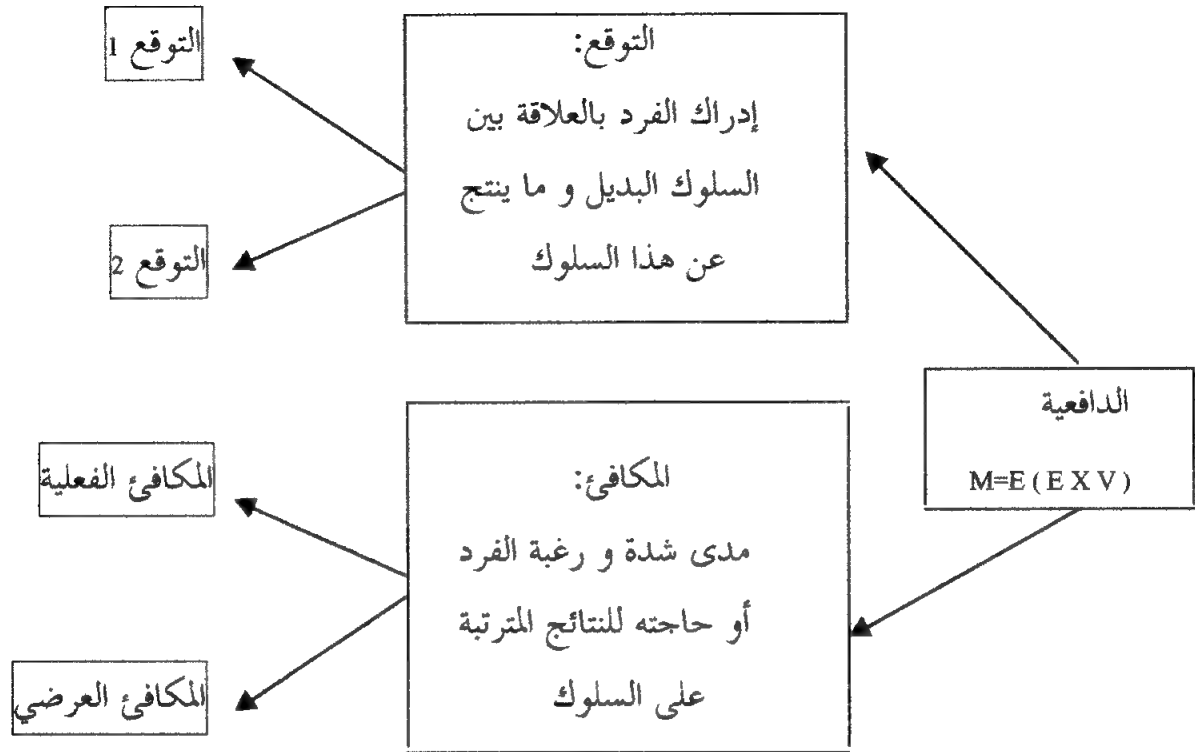 الدافعية
M=E ( E X V )
التوقع:
إدراك الفرد بالعلاقة بين
السلوك البديل و ما ينتج
عن هذا السلوك
التوقع 1
التوقع 2
المكافئ:
مدى شدة و رغبة الفرد
أو حاجته للنتائج المترتبة
على السلوك
المكافئ الفعلية
المكافئ العرضي